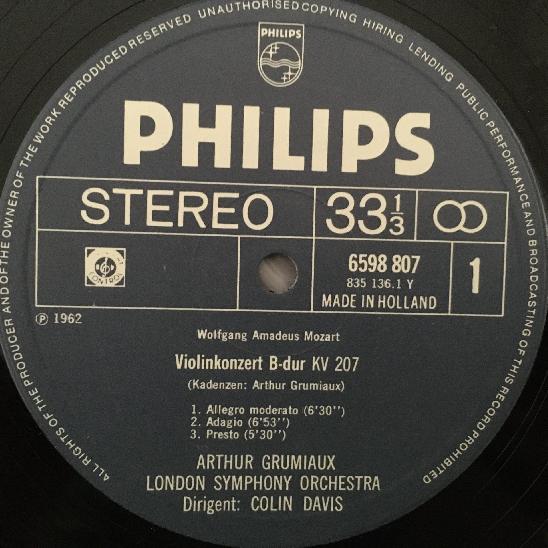 ALL RIGHTS OF THE PRODUCER AND OF THE OWNER OF THE WORK REPRODUCED RESERVED UNAUTHORISED COPYING HIRING LENDING PUBLIC PERFORMANCE AND BROADCASTING OF THIS RECORD PROHIBITED
PHILIPS
PHILIPS
STEREO 33 1/3
6598 807 1
835 136.1 Y
MADE IN HOLLAND
CONTROL
℗ 1962
Wolfgang Amadeus Mozart
Violinkonzert B-dur KV 207
(Kadenzen: Arthur Grumiaux)
1. Allegro moderato (6'30'')
2. Adagio (6'53'')
3. Presto (5'30'')
ARTHUR GRUMIAUX
LONDON SYMPHONY ORCHESTRA
Dirigent: COLIN DAVIS